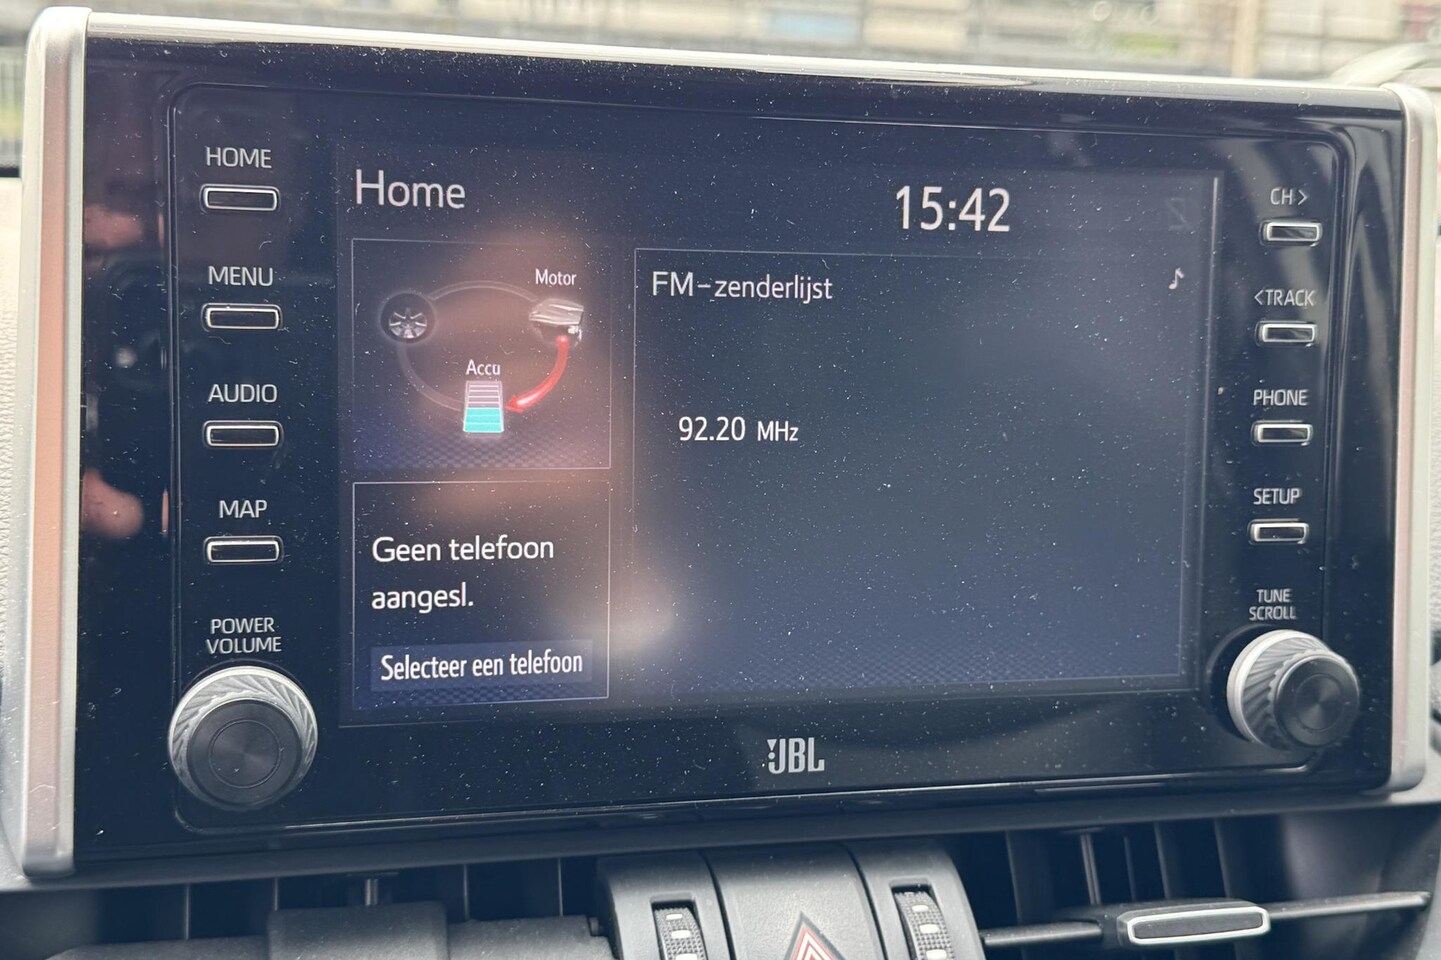 HOME
MENU
AUDIO
MAP
POWER
VOLUME
Home
15:42
Motor
Accu
FM-zenderlijst
92.20 MHz
Geen telefoon
aangesl.
Selecteer een telefoon
CH>
<TRACK
PHONE
SETUP
TUNE
SCROLL
JBL